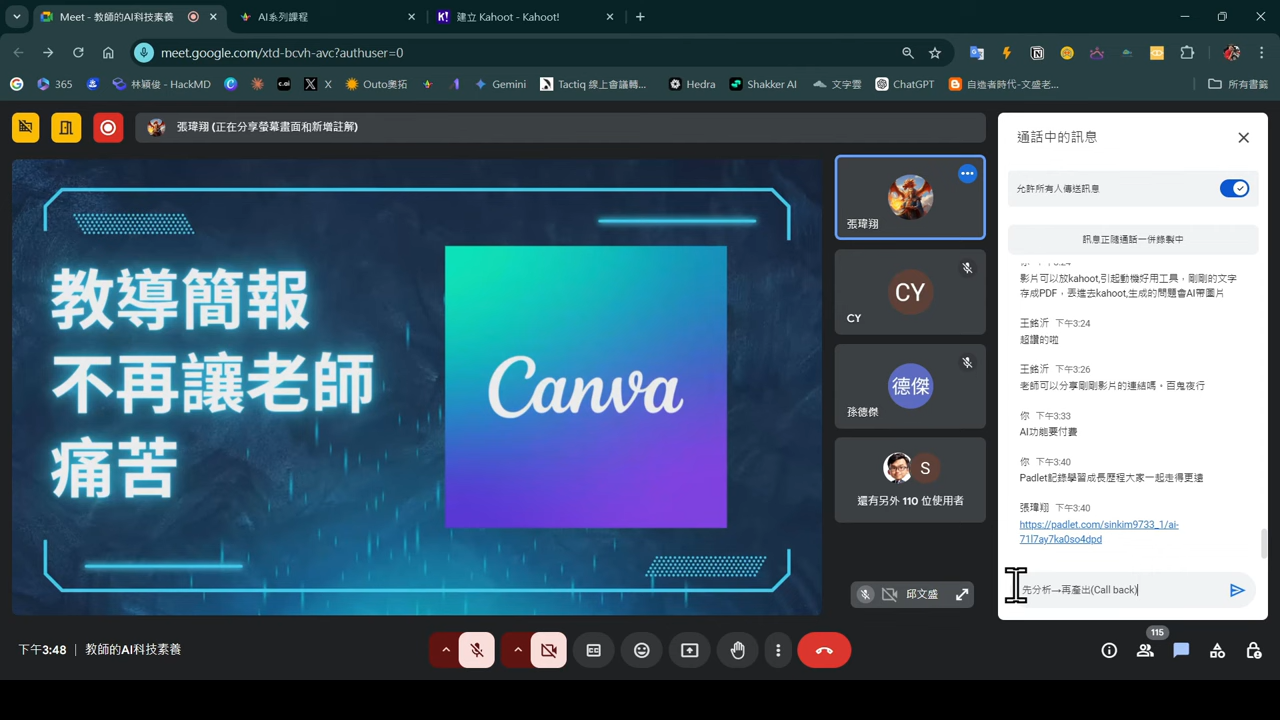 Meet - 教師的AI科技素養
AI系列課程
建立 Kahoot - Kahoot!
meet.google.com/xtd-bcvh-avc?authuser=0
365
林穎俊 - HackMD
c.ai
X
Outo奧拓
Gemini
Tactiq 線上會議轉...
Hedra
Shakker AI
文字雲
ChatGPT
自造者時代-文盛老...
所有書籤
張瑋翔 (正在分享螢幕畫面和新增註解)
教導簡報
不再讓老師
痛苦
Canva
張瑋翔
CY
CY
德傑
孫德傑
S
還有另外 110 位使用者
邱文盛
通話中的訊息
允許所有人傳送訊息
訊息正隨通話一併錄製中
影片可以放kahoot,引起動機好用工具，剛剛的文字
存成PDF，丟進去kahoot,生成的問題會AI帶圖片
王銘沂 下午3:24
超讚的啦
王銘沂 下午3:26
老師可以分享剛剛影片的連結嗎，百鬼夜行
你 下午3:33
AI功能要付費
你 下午3:40
Padlet記錄學習成長歷程大家一起走得更遠
張瑋翔 下午3:40
https://padlet.com/sinkim9733_1/ai-
71l7ay7ka0so4dpd
先分析→再產出(Call back)
下午3:48 教師的AI科技素養
115